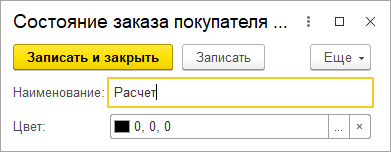 Состояние заказа покупателя ...
Записать и закрыть Записать Еще
Наименование: Расчет
Цвет: 0, 0, 0 ... ×